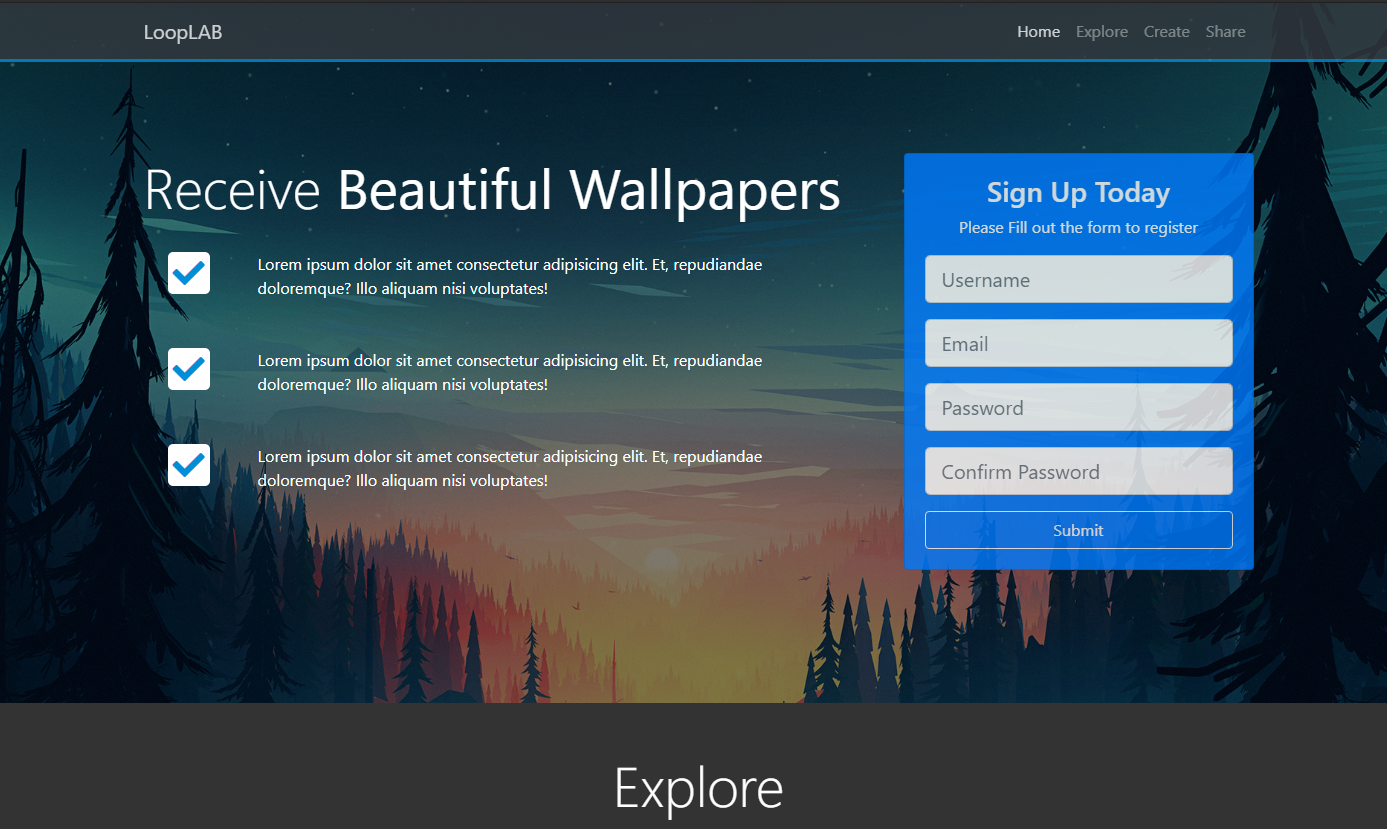 LoopLAB
Home Explore Create Share
Receive Beautiful Wallpapers
Lorem ipsum dolor sit amet consectetur adipisicing elit. Et, repudiandae
doloremque? Illo aliquam nisi voluptates!
Lorem ipsum dolor sit amet consectetur adipisicing elit. Et, repudiandae
doloremque? Illo aliquam nisi voluptates!
Lorem ipsum dolor sit amet consectetur adipisicing elit. Et, repudiandae
doloremque? Illo aliquam nisi voluptates!
Sign Up Today
Please Fill out the form to register
Username
Email
Password
Confirm Password
Submit
Explore